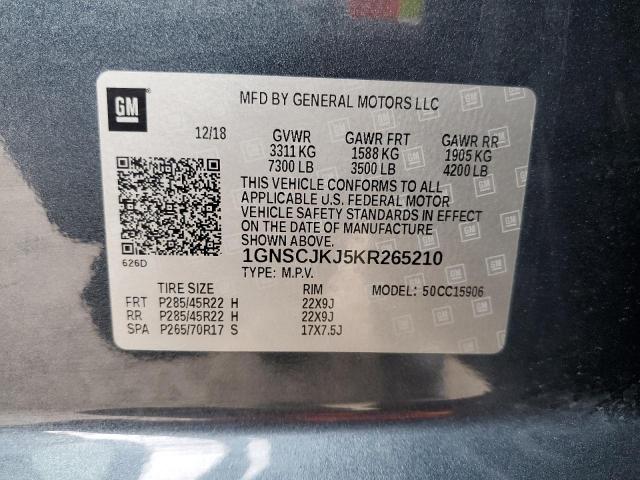 GM
MFD BY GENERAL MOTORS LLC
12/18 GVWR GAWR FRT GAWR RR
3311 KG 1588 KG 1905 KG
7300 LB 3500 LB 4200 LB
THIS VEHICLE CONFORMS TO ALL
APPLICABLE U.S. FEDERAL MOTOR
VEHICLE SAFETY STANDARDS IN EFFECT
ON THE DATE OF MANUFACTURE
SHOWN ABOVE.
1GNSCJKJ5KR265210
626D
TYPE: M.P.V.
TIRE SIZE RIM MODEL: 50CC15906
FRT P285/45R22 H 22X9J
RR P285/45R22 H 22X9J
SPA P265/70R17 S 17X7.5J